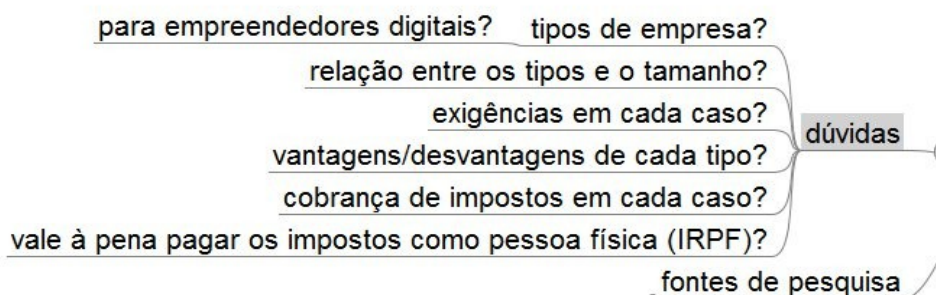 para empreendedores digitais? tipos de empresa?
relação entre os tipos e o tamanho?
exigências em cada caso?
dúvidas
vantagens/desvantagens de cada tipo?
cobrança de impostos em cada caso?
vale à pena pagar os impostos como pessoa física (IRPF)?
fontes de pesquisa